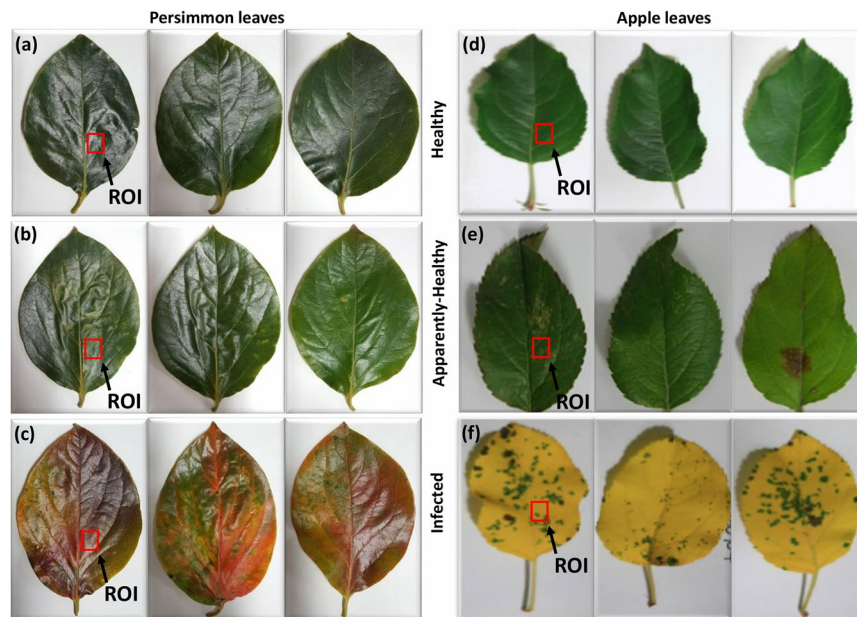 Persimmon leaves
Apple leaves
(a)
ROI
Healthy
(d)
ROI
(b)
ROI
Apparently-Healthy
(e)
ROI
(c)
ROI
Infected
(f)
ROI